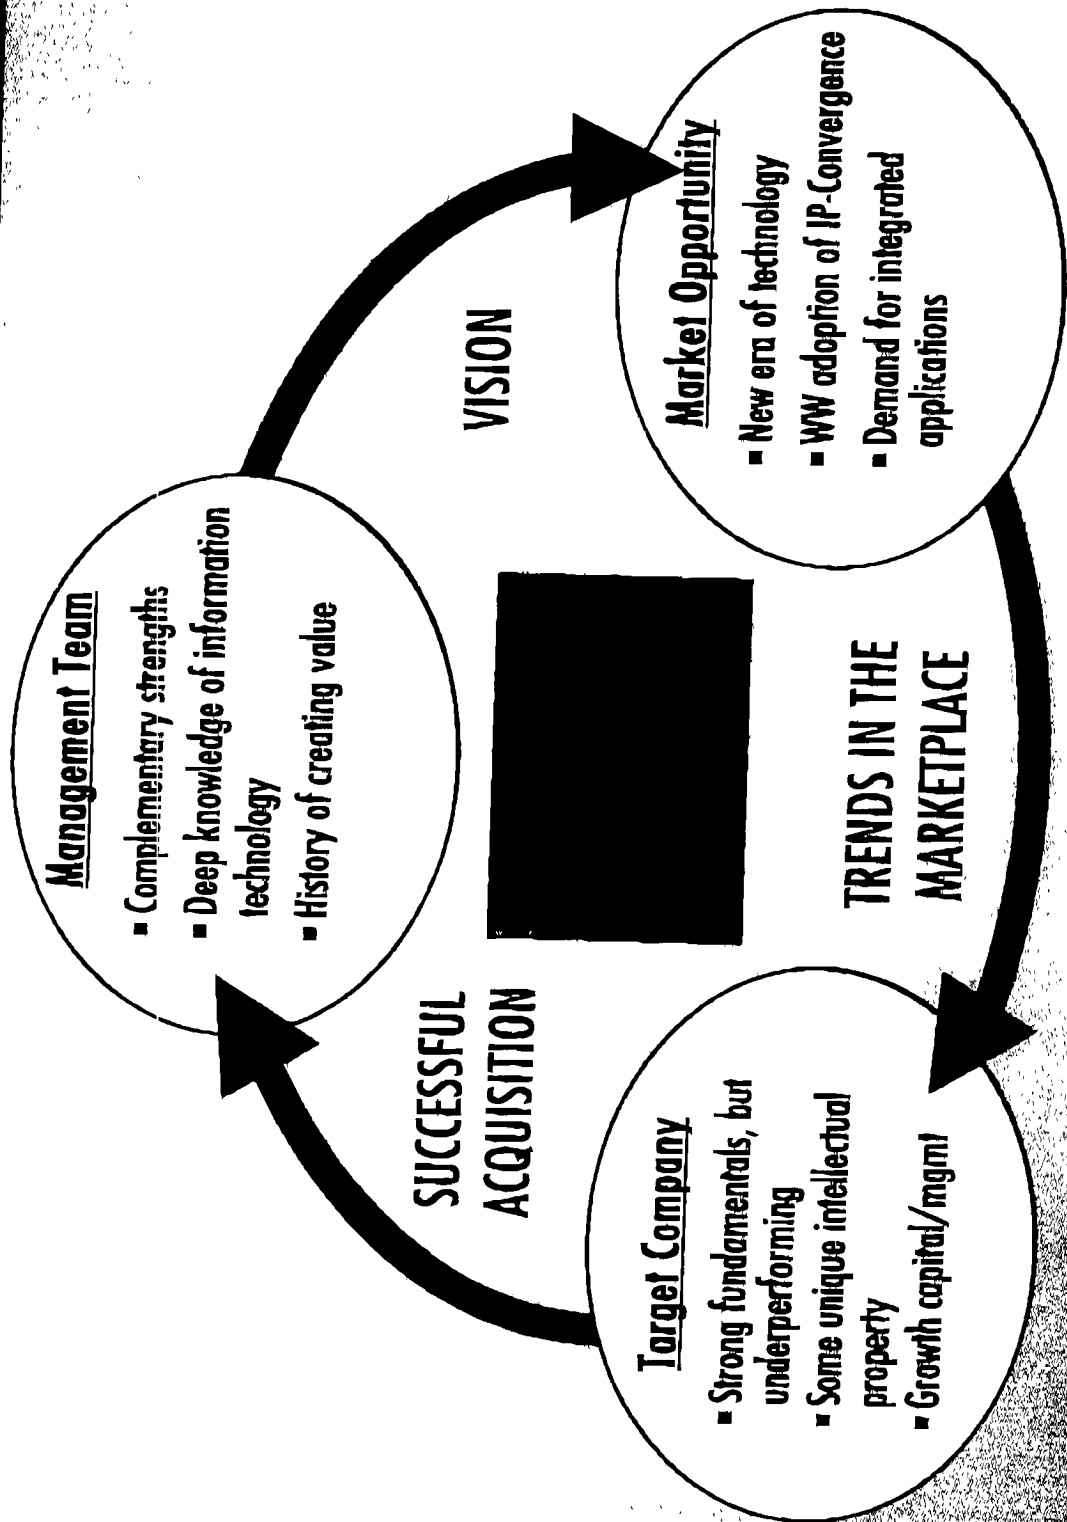 Management Team
▪ Complementary strengths
▪ Deep knowledge of information
technology
▪ History of creating value
SUCCESSFUL
ACQUISITION
VISION
Target Company
▪ Strong fundamentals, but
underperforming
▪ Some unique intellectual
property
▪ Growth capital/mgmt
TRENDS IN THE
MARKETPLACE
Market Opportunity
▪ New era of technology
▪ WW adoption of IP-Convergence
▪ Demand for integrated
applications